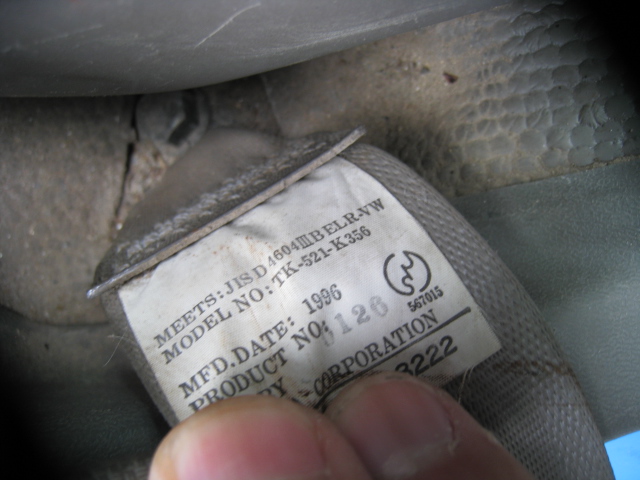 MEETS: JIS D 4604 III B ELR-VW
MODEL NO: TK-521-K356
567015
MFD.DATE: 1996
PRODUCT NO: 126
CORPORATION
3222